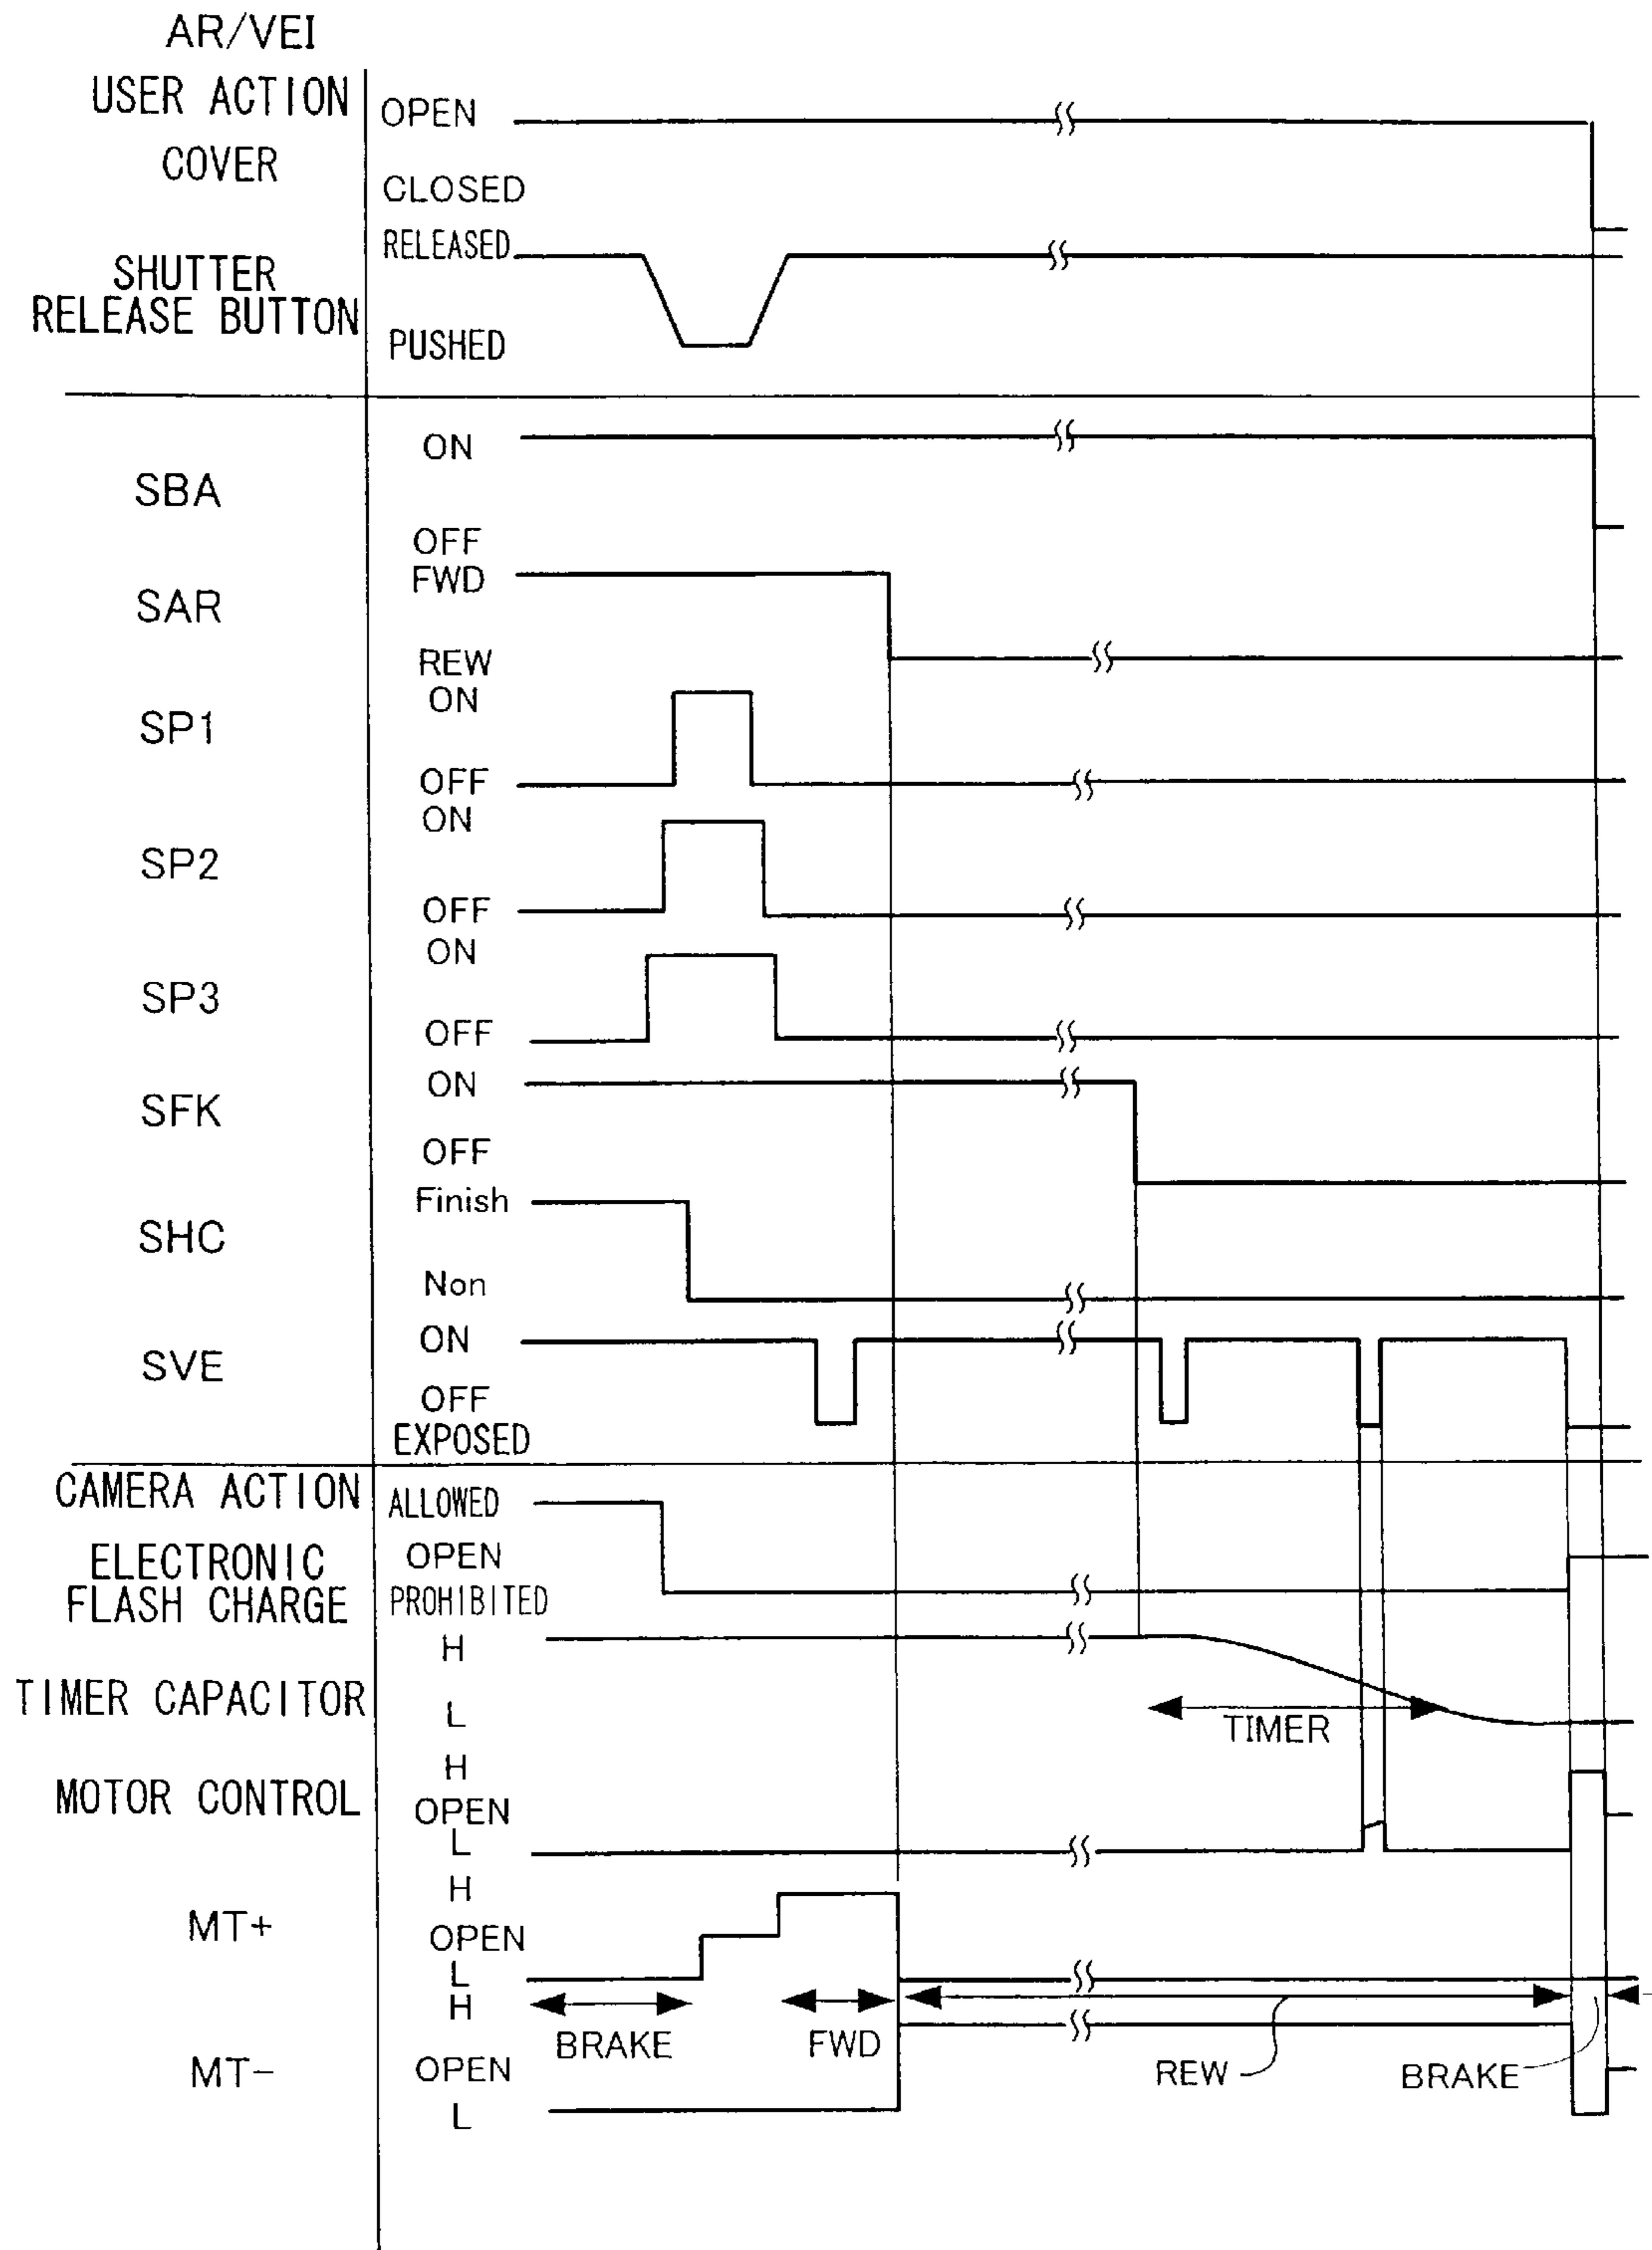 AR/VEI
USER ACTION
OPEN
COVER
CLOSED
RELEASED
SHUTTER
RELEASE BUTTON
PUSHED
ON
SBA
OFF
FWD
SAR
REW
ON
SP1
OFF
ON
SP2
OFF
ON
SP3
OFF
ON
SFK
OFF
Finish
SHC
Non
ON
SVE
OFF
EXPOSED
CAMERA ACTION
ALLOWED
OPEN
ELECTRONIC
FLASH CHARGE
PROHIBITED
H
TIMER CAPACITOR
L
TIMER
H
MOTOR CONTROL
OPEN
L
H
MT+
OPEN
L
H
BRAKE
FWD
REW
BRAKE
MT-
OPEN
L